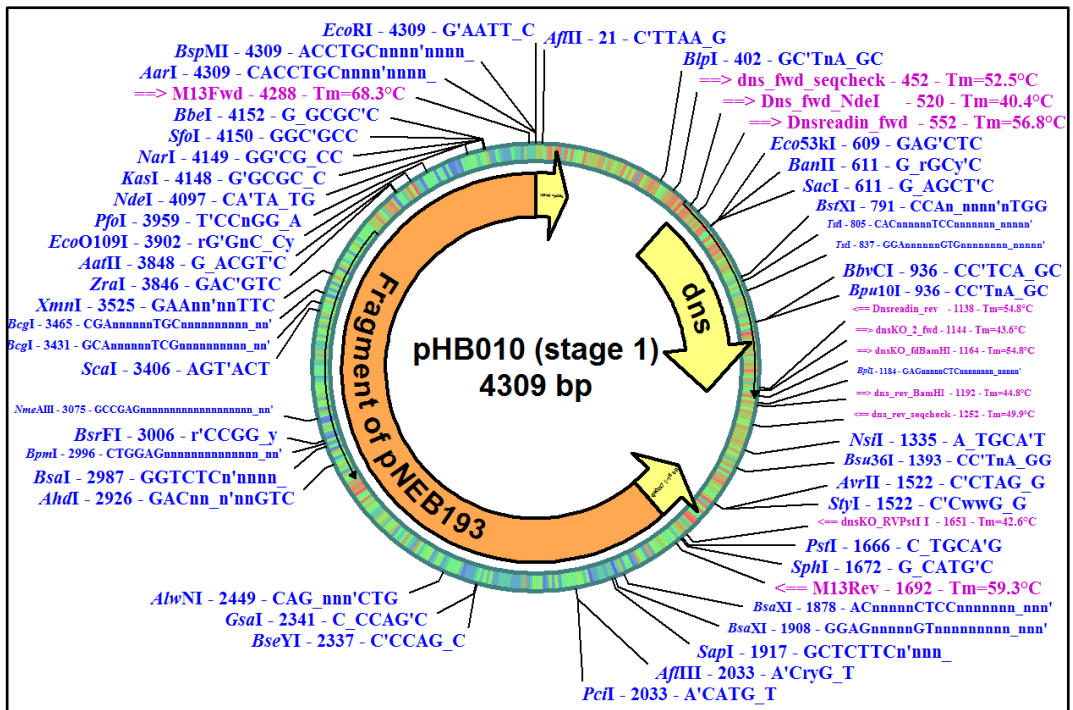 EcoRI - 4309 - G'AATT_C
BspMI - 4309 - ACCTGCnnnn'nnnn_
AarI - 4309 - CACCTGCnnnn'nnnn_
==> M13Fwd - 4288 - Tm=68.3°C
BbeI - 4152 - G_GCGC'C
SfoI - 4150 - GGC'GCC
NarI - 4149 - GG'CG_CC
KasI - 4148 - G'GCGC_C
NdeI - 4097 - CA'TA_TG
PfoI - 3959 - T'CCnGG_A
EcoO109I - 3902 - rG'GnC_Cy
AatII - 3848 - G_ACGT'C
ZraI - 3846 - GAC'GTC
XmnI - 3525 - GAAnn'nnTTC
BcgI - 3465 - CGAnnnnnnTGCnnnnnnnnnn_nn'
BcgI - 3431 - GCAnnnnnnTCGnnnnnnnnnn_nn'
ScaI - 3406 - AGT'ACT
NmeAIII - 3075 - GCCGAGnnnnnnnnnnnnnnnnnnn_nn'
BsrFI - 3006 - r'CCGG_y
BpmI - 2996 - CTGGAGnnnnnnnnnnnnnn_nn'
BsaI - 2987 - GGTCTCn'nnnn_
AhdI - 2926 - GACnn_n'nnGTC
AlwNI - 2449 - CAG_nnn'CTG
GsaI - 2341 - C_CCAG'C
BseYI - 2337 - C'CCAG_C
AflII - 21 - C'TTAA_G
BlpI - 402 - GC'TnA_GC
==> dns_fwd_seqcheck - 452 - Tm=52.5°C
==> Dns_fwd_NdeI - 520 - Tm=40.4°C
==> Dnsreadin_fwd - 552 - Tm=56.8°C
Eco53kI - 609 - GAG'CTC
BanII - 611 - G_rGCy'C
SacI - 611 - G_AGCT'C
BstXI - 791 - CCAn_nnnn'nTGG
TstI - 805 - CACnnnnnnTCCnnnnnnn_nnnnn'
TstI - 837 - GGAnnnnnnGTGnnnnnnnn_nnnnn'
BbvCI - 936 - CC'TCA_GC
Bpu10I - 936 - CC'TnA_GC
<== Dnsreadin_rev - 1138 - Tm=54.8°C
==> dnsKO_2_fwd - 1144 - Tm=43.6°C
==> dnsKO_fdBamHI - 1164 - Tm=54.8°C
BplI - 1184 - GAGnnnnnCTCnnnnnnnn_nnnnn'
<== dns_rev_BamHI - 1192 - Tm=44.8°C
<== dns_rev_seqcheck - 1252 - Tm=49.9°C
NsiI - 1335 - A_TGCA'T
Bsu36I - 1393 - CC'TnA_GG
AvrII - 1522 - C'CTAG_G
StyI - 1522 - C'CwwG_G
<== dnsKO_RVPstI I - 1651 - Tm=42.6°C
PstI - 1666 - C_TGCA'G
SphI - 1672 - G_CATG'C
<== M13Rev - 1692 - Tm=59.3°C
BsaXI - 1878 - ACnnnnnCTCCnnnnnnn_nnn'
BsaXI - 1908 - GGAGnnnnnGTnnnnnnnnn_nnn'
SapI - 1917 - GCTCTTCn'nnn_
AflIII - 2033 - A'CryG_T
PciI - 2033 - A'CATG_T
Fragment of pNEB193
dns
pHB010 (stage 1)
4309 bp